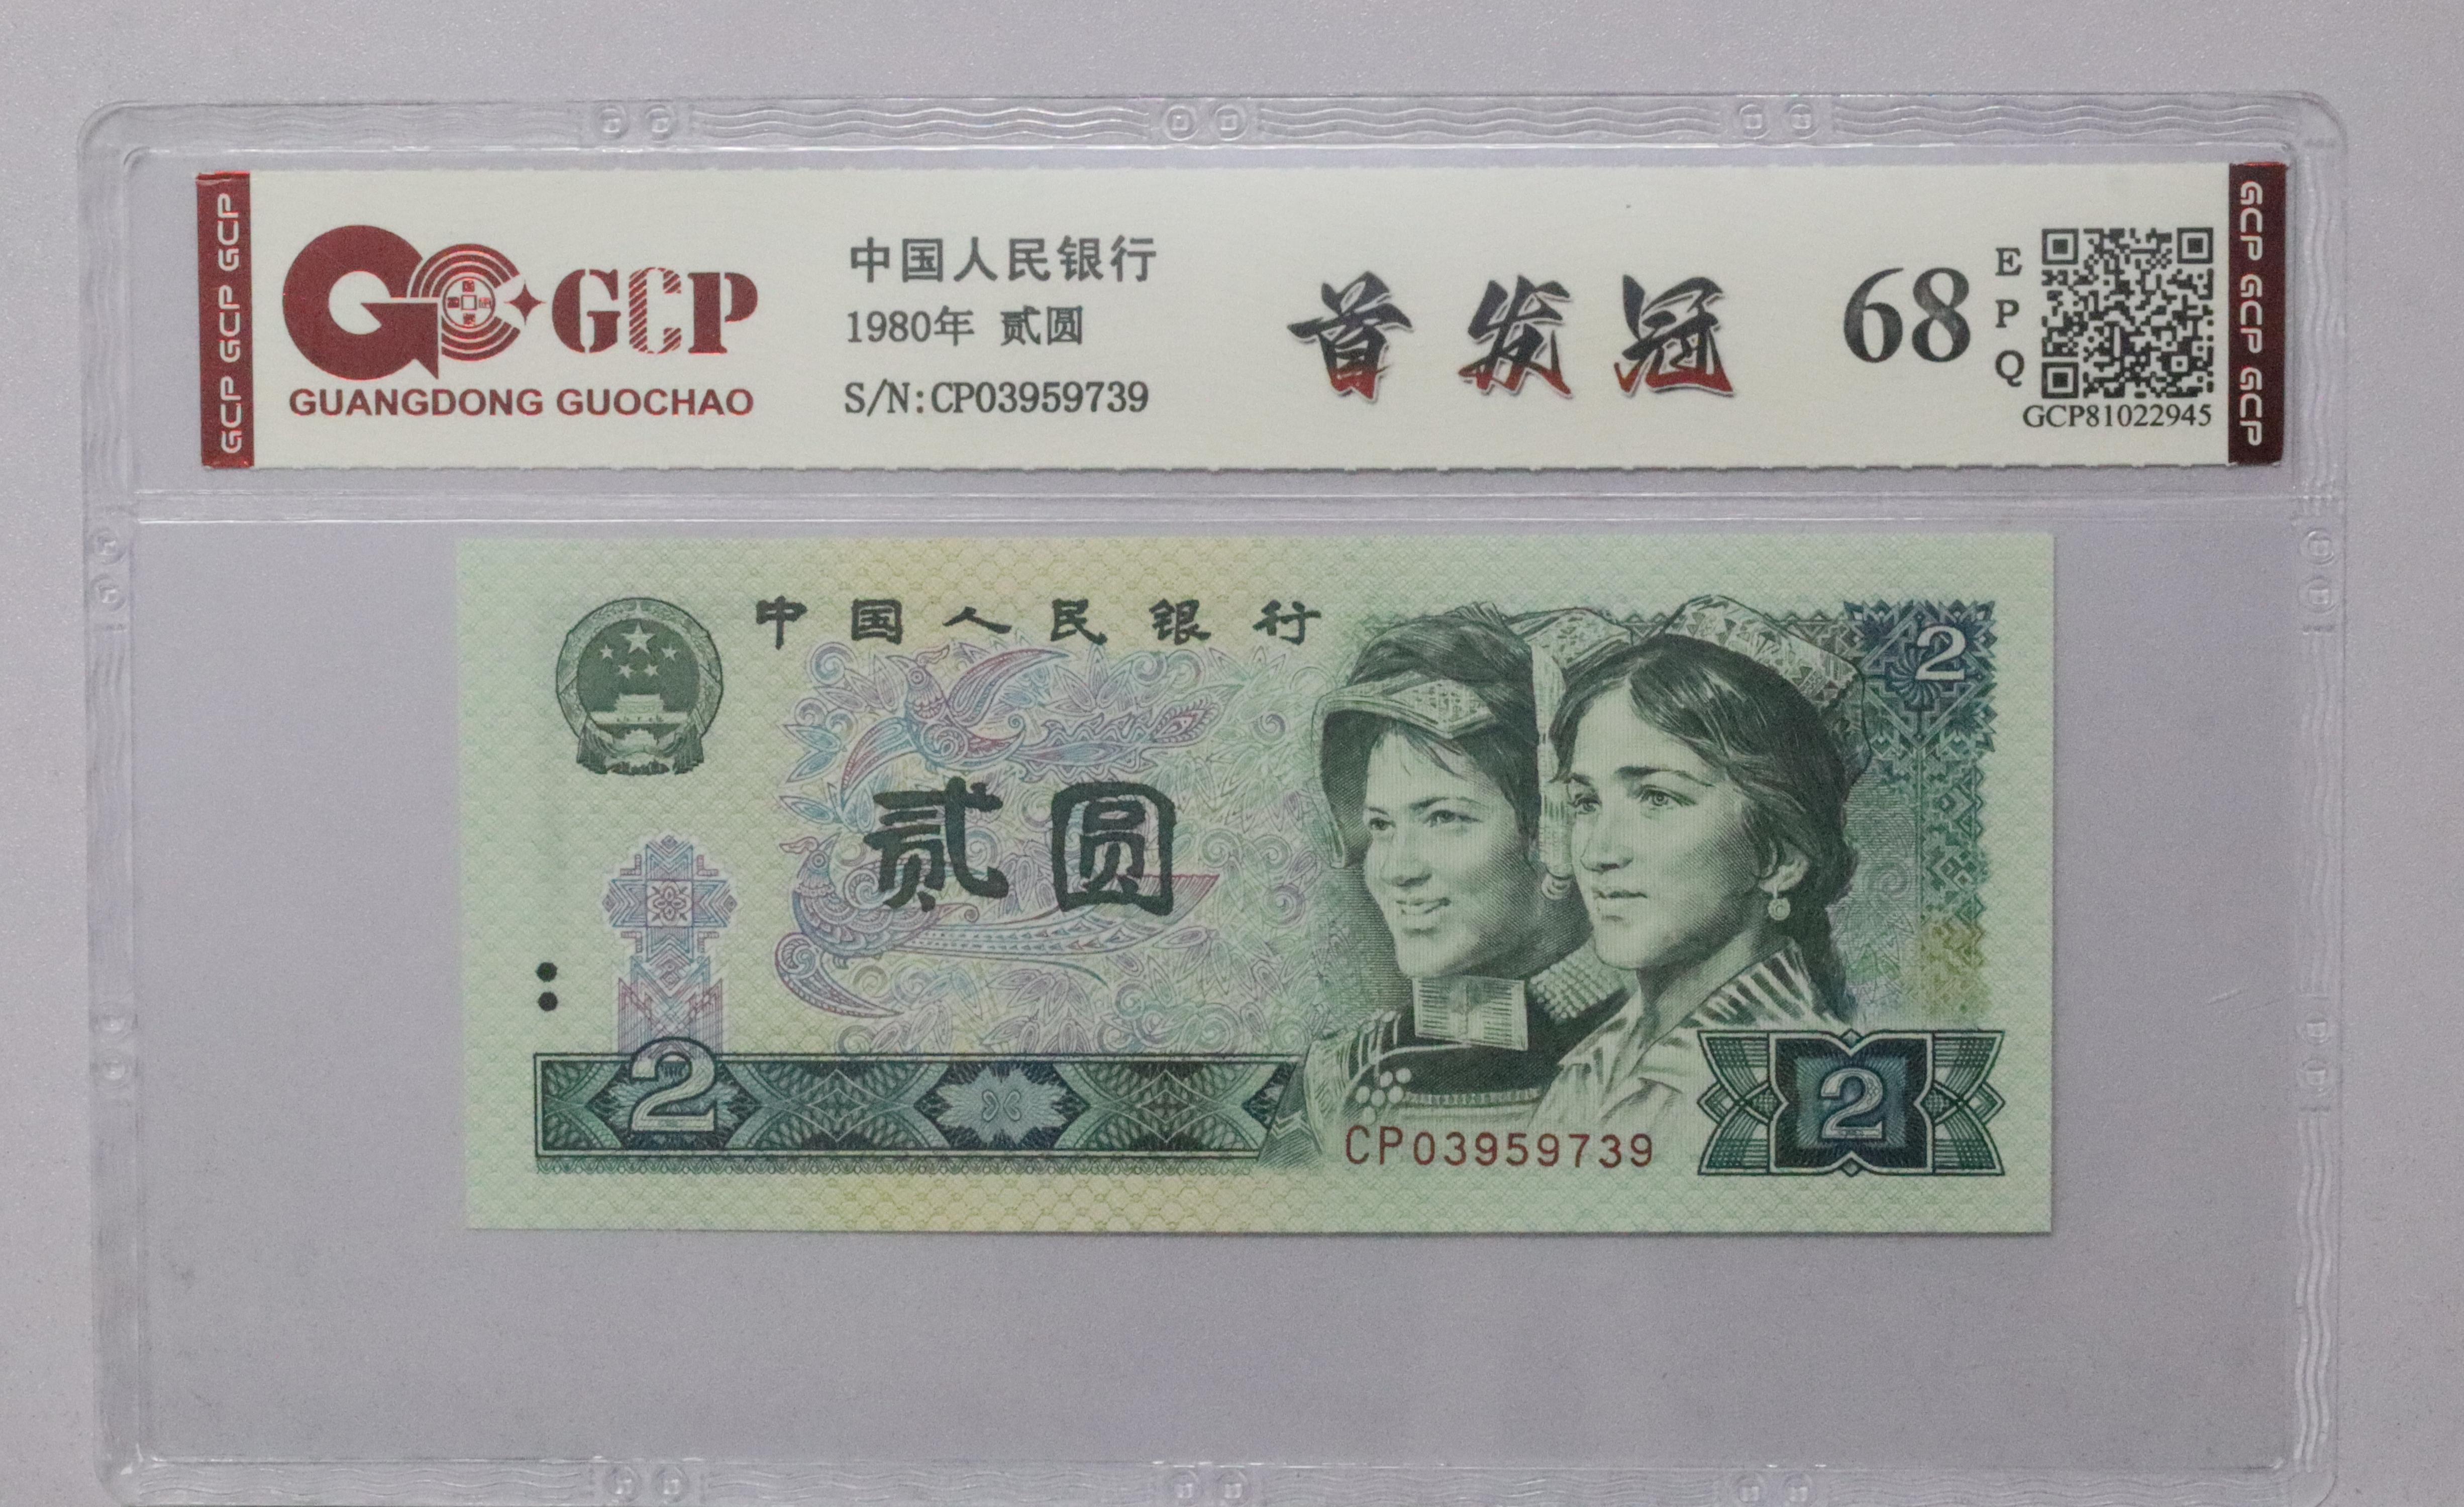 GCP GCP GCP
GCP
GUANGDONG GUOCHAO
中国人民银行
1980年 贰圆
S/N:CP03959739
首发冠
68
EPQ
GCP81022945
GCP GCP GCP
中国人民银行
2
贰圆
2
CP03959739
2